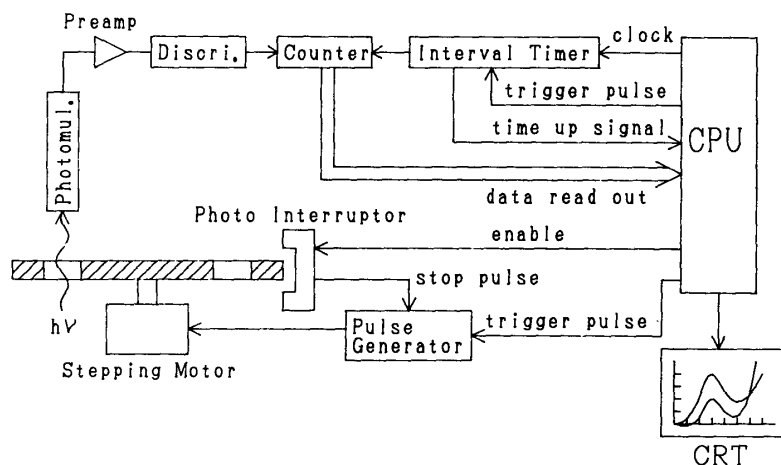 Preamp
Discri.
Counter
Interval Timer
clock
trigger pulse
time up signal
CPU
data read out
Photomul.
Photo Interruptor
enable
stop pulse
hν
Stepping Motor
Pulse
Generator
trigger pulse
CRT